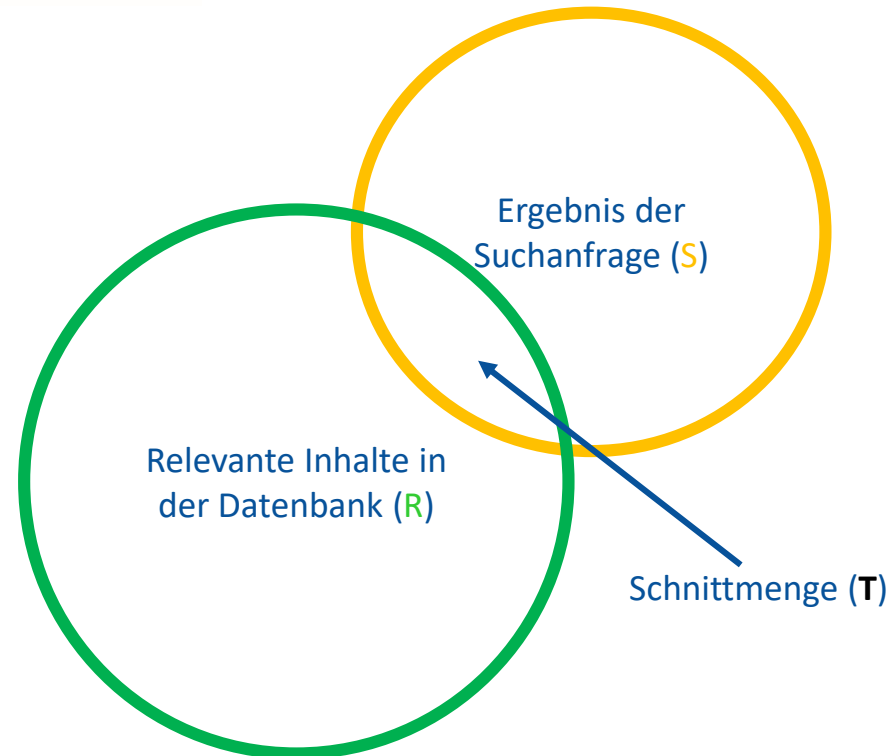 Ergebnis der
Suchanfrage (S)
Relevante Inhalte in
der Datenbank (R)
Schnittmenge (T)